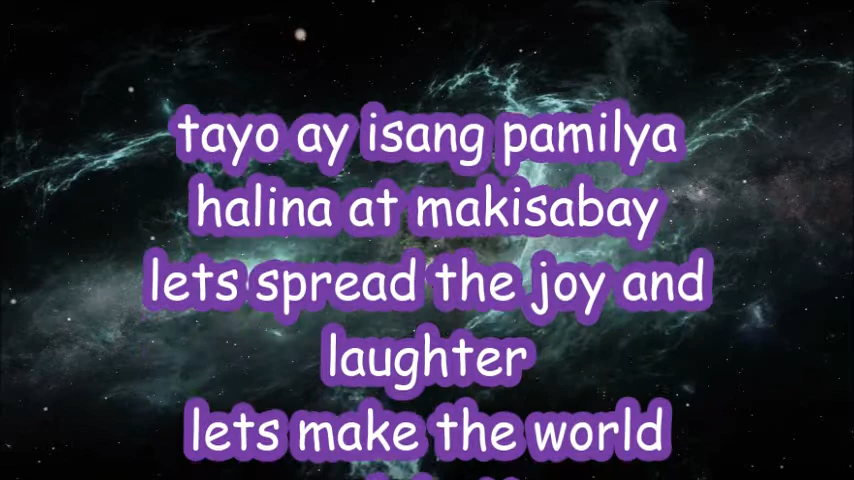 tayo ay isang pamilya
halina at makisabay
lets spread the joy and
laughter
lets make the world